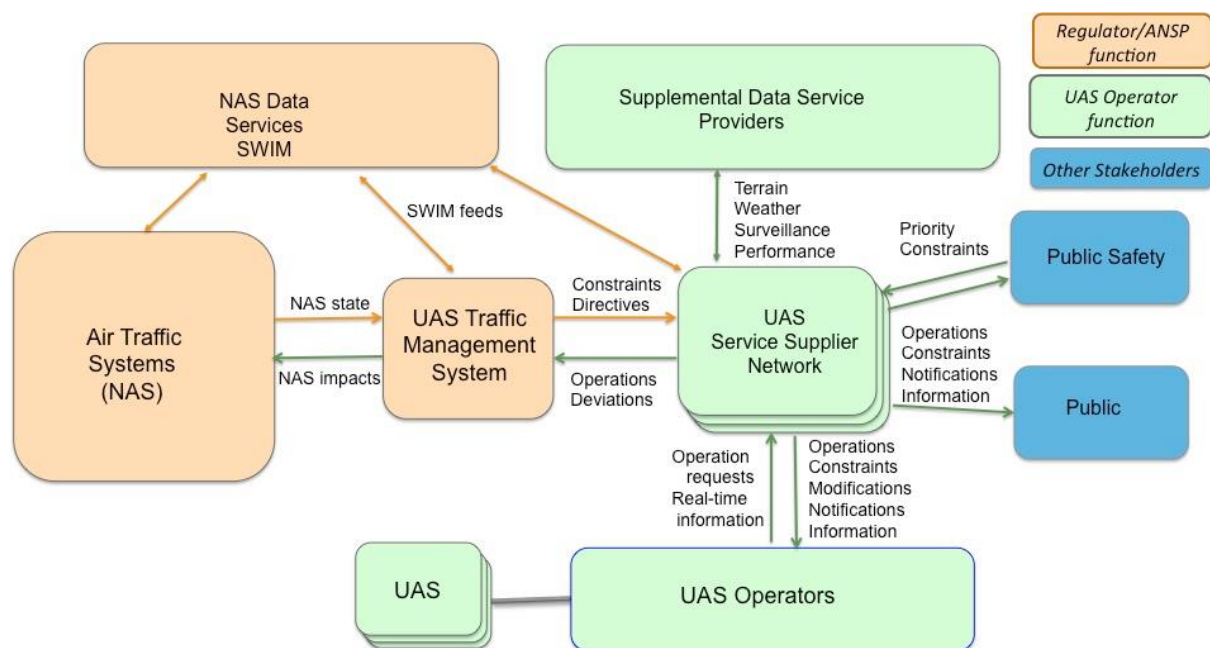 Regulator/ANSP
function
UAS Operator
function
Other Stakeholders
NAS Data
Services
SWIM
Supplemental Data Service
Providers
SWIM feeds
Terrain
Weather
Surveillance
Performance
Priority
Constraints
Public Safety
Air Traffic
Systems
(NAS)
NAS state
NAS impacts
UAS Traffic
Management
System
Constraints
Directives
Operations
Deviations
UAS
Service Supplier
Network
Operations
Constraints
Notifications
Information
Public
Operation
requests
Real-time
information
Operations
Constraints
Modifications
Notifications
Information
UAS
UAS Operators